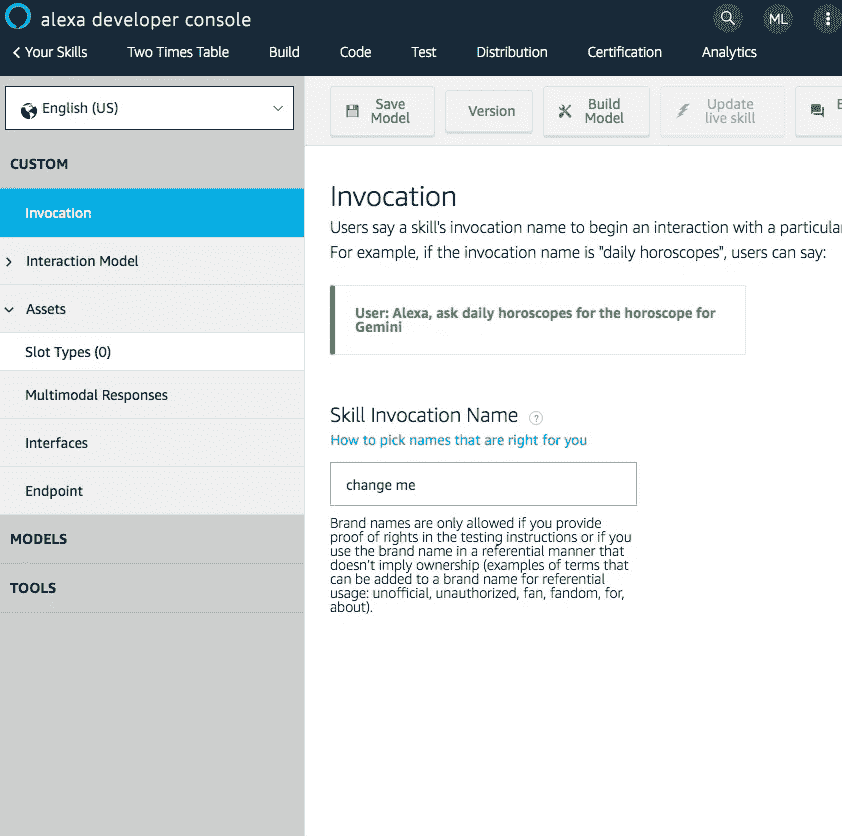 alexa developer console
ML
Your Skills
Two Times Table
Build
Code
Test
Distribution
Certification
Analytics
English (US)
Save
Model
Version
Build
Model
Update
live skill
CUSTOM
Invocation
Interaction Model
Assets
Slot Types (0)
Multimodal Responses
Interfaces
Endpoint
MODELS
TOOLS
Invocation
Users say a skill's invocation name to begin an interaction with a particular
For example, if the invocation name is "daily horoscopes", users can say:
User: Alexa, ask daily horoscopes for the horoscope for
Gemini
Skill Invocation Name ?
How to pick names that are right for you
change me
Brand names are only allowed if you provide
proof of rights in the testing instructions or if you
use the brand name in a referential manner that
doesn't imply ownership (examples of terms that
can be added to a brand name for referential
usage: unofficial, unauthorized, fan, fandom, for,
about).